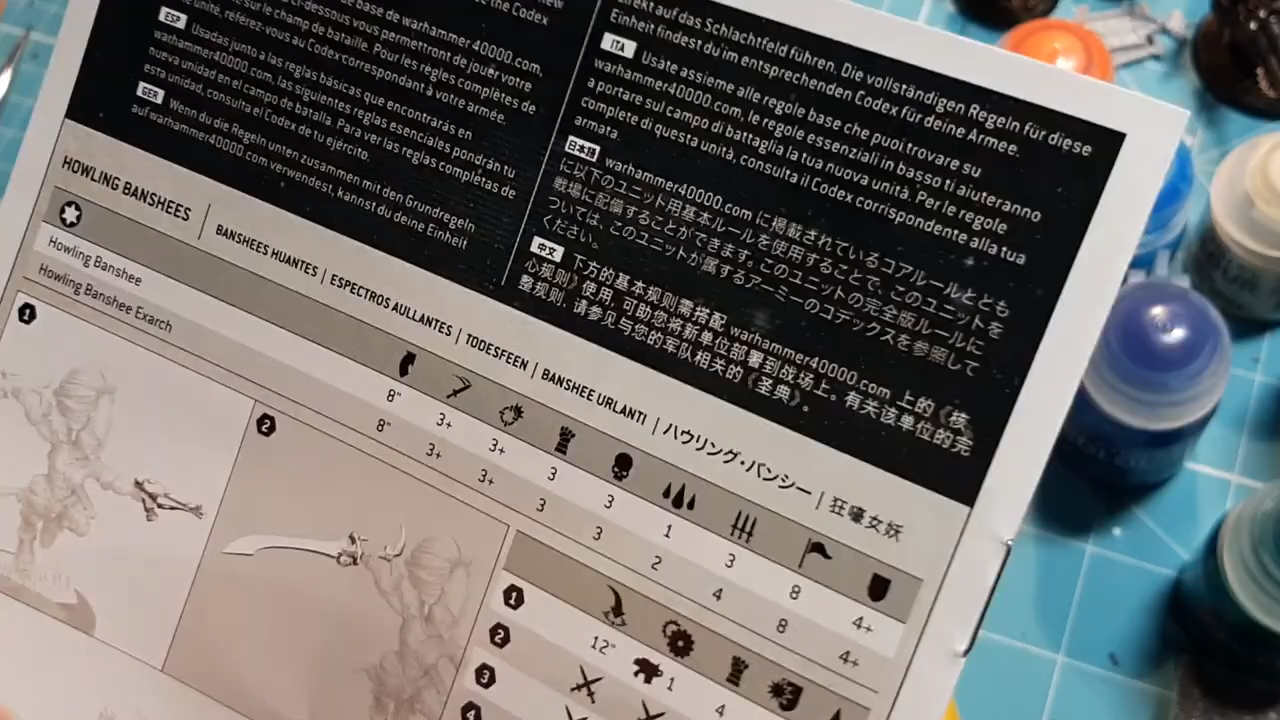 the Codex
de base de warhammer 40000.com,
ci-dessous vous permettront de jouer votre
sur le champ de bataille. Pour les règles complètes de
unité, référez-vous au Codex correspondant à votre armée.
ESP Usadas junto a las reglas básicas que encontrarás en
warhammer40000.com, las siguientes reglas esenciales pondrán tu
nueva unidad en el campo de batalla. Para ver las reglas completas de
esta unidad, consulta el Codex de tu ejército.
GER Wenn du die Regeln unten zusammen mit den Grundregeln
auf warhammer40000.com verwendest, kannst du deine Einheit
direkt auf das Schlachtfeld führen. Die vollständigen Regeln für diese
Einheit findest du im entsprechenden Codex für deine Armee.
ITA Usate assieme alle regole base che puoi trovare su
warhammer40000.com, le regole essenziali in basso ti aiuteranno
a portare sul campo di battaglia la tua nuova unità. Per le regole
complete di questa unità, consulta il Codex corrispondente alla tua
armata.
日本語 warhammer40000.com に掲載されているコアルールととも
に以下のユニット用基本ルールを使用することで、このユニットを
戦場に配備することができます。このユニットの完全版ルールに
ついては、このユニットが属するアーミーのコデックスを参照して
ください。
中文 下方的基本规则需搭配 warhammer40000.com 上的《核
心规则》使用,可助您将新单位部署到战场上。有关该单位的完
整规则,请参见与您的军队相关的《圣典》。
HOWLING BANSHEES | BANSHEES HUANTES | ESPECTROS AULLANTES | TODESFEEN | BANSHEE URLANTI | ハウリング・バンシー | 狂嚎女妖
Howling Banshee 8" 3+ 3+ 3 3 1 3 8 4+
Howling Banshee Exarch 8" 3+ 3+ 3 3 2 4 8 4+
1
2
1 12" 1 4
2
3
4